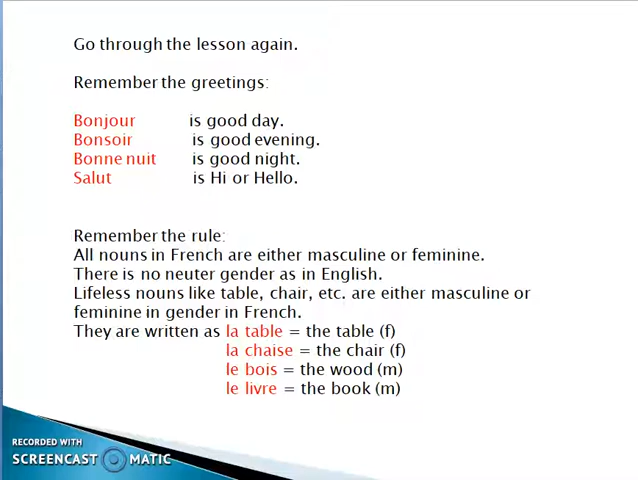 Go through the lesson again.
Remember the greetings:
Bonjour is good day.
Bonsoir is good evening.
Bonne nuit is good night.
Salut is Hi or Hello.
Remember the rule:
All nouns in French are either masculine or feminine.
There is no neuter gender as in English.
Lifeless nouns like table, chair, etc. are either masculine or
feminine in gender in French.
They are written as la table = the table (f)
la chaise = the chair (f)
le bois = the wood (m)
le livre = the book (m)
RECORDED WITH
SCREENCAST MATIC